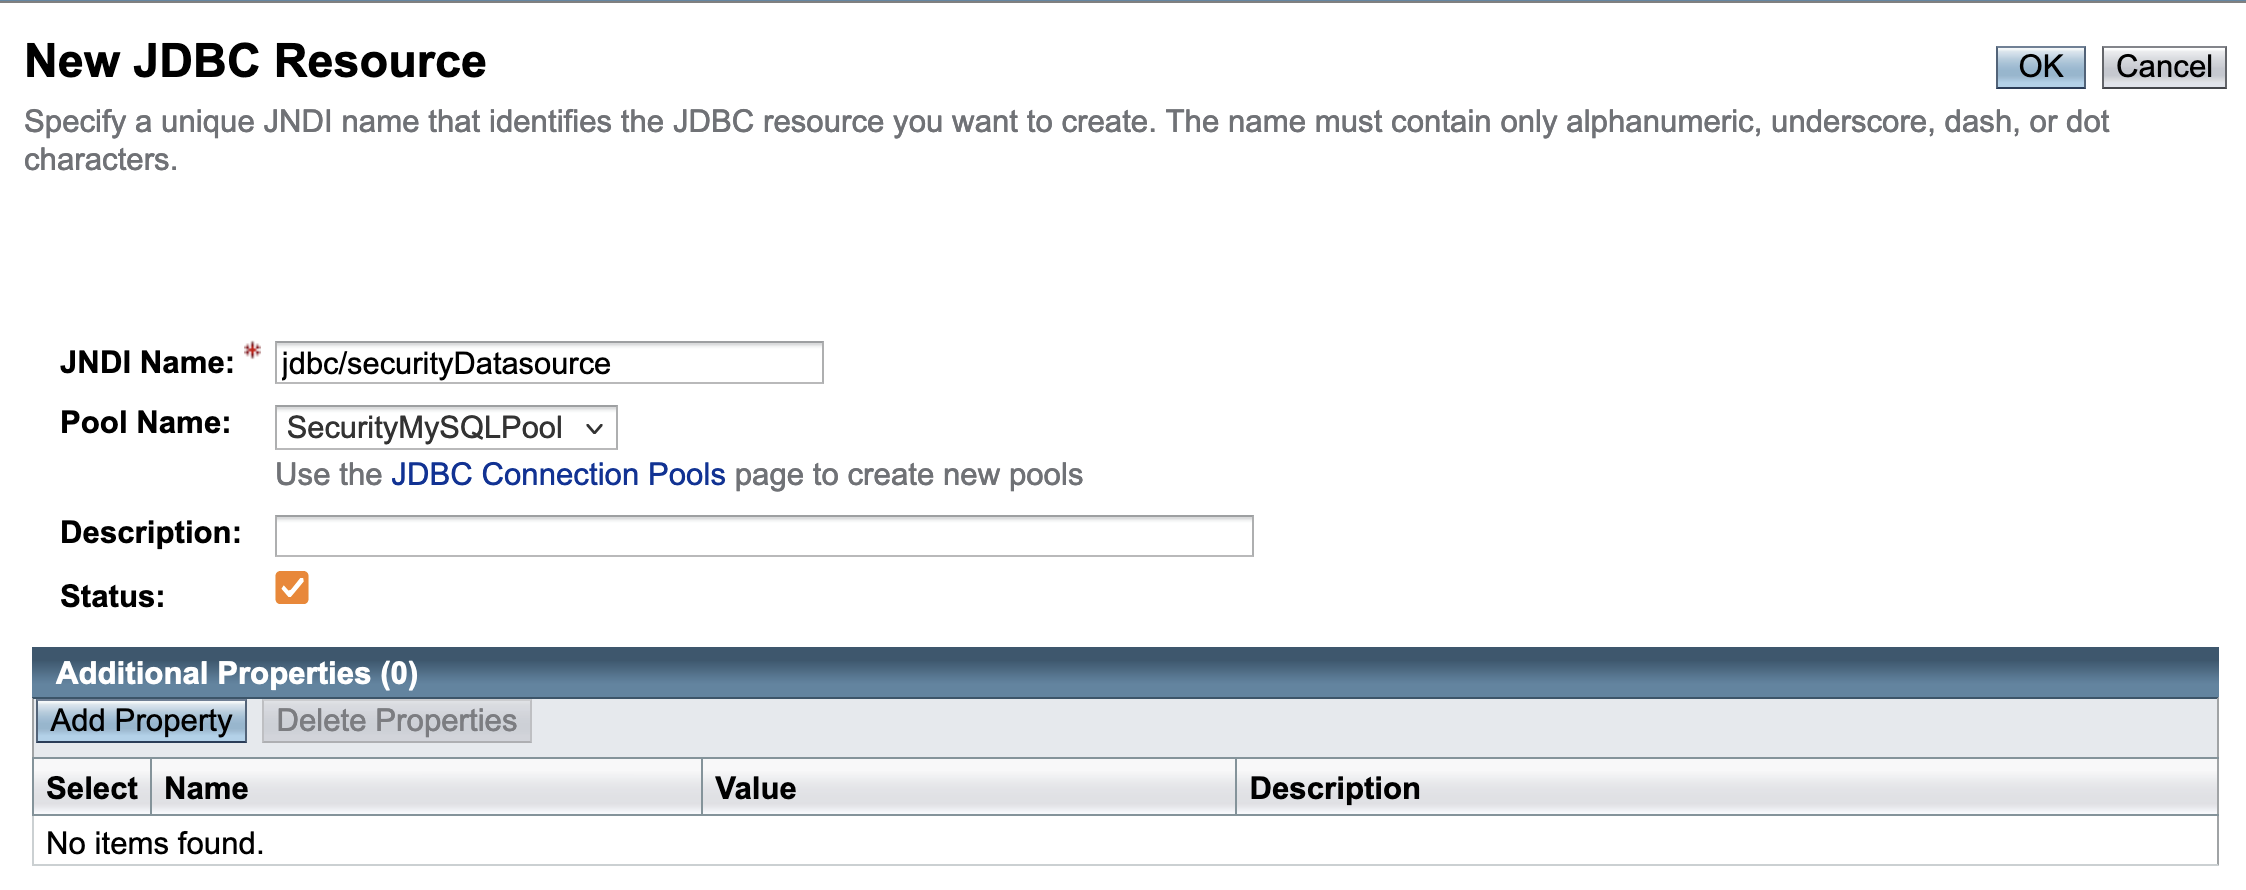 New JDBC Resource
OK Cancel
Specify a unique JNDI name that identifies the JDBC resource you want to create. The name must contain only alphanumeric, underscore, dash, or dot
characters.
JNDI Name: * jdbc/securityDatasource
Pool Name: SecurityMySQLPool
Use the JDBC Connection Pools page to create new pools
Description:
Status:
Additional Properties (0)
Add Property Delete Properties
Select Name Value Description
No items found.